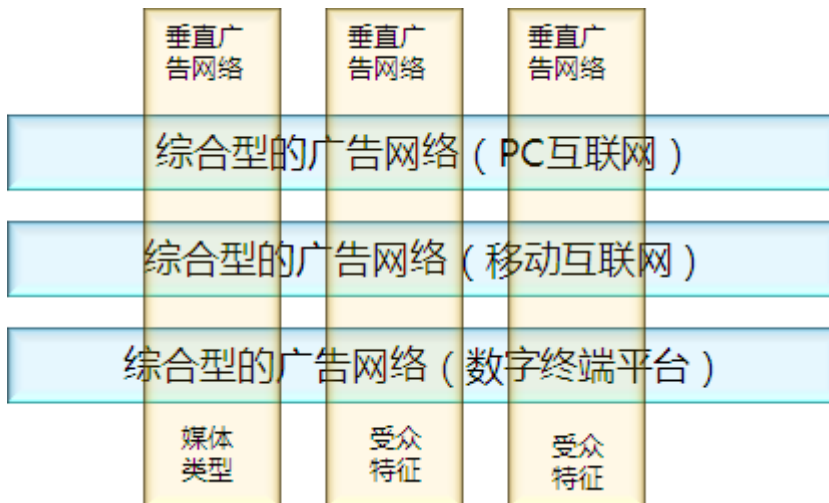 垂直广
告网络
垂直广
告网络
垂直广
告网络
综合型的广告网络（PC互联网）
综合型的广告网络（移动互联网）
综合型的广告网络（数字终端平台）
媒体
类型
受众
特征
受众
特征